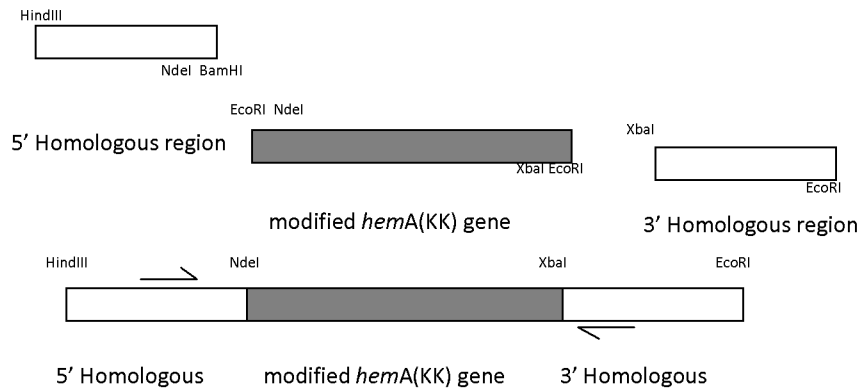 HindIII
NdeI BamHI
EcoRI NdeI
XbaI
5’ Homologous region
XbaI EcoRI
EcoRI
modified hemA(KK) gene
3’ Homologous region
HindIII
NdeI
XbaI
EcoRI
5’ Homologous
modified hemA(KK) gene
3’ Homologous